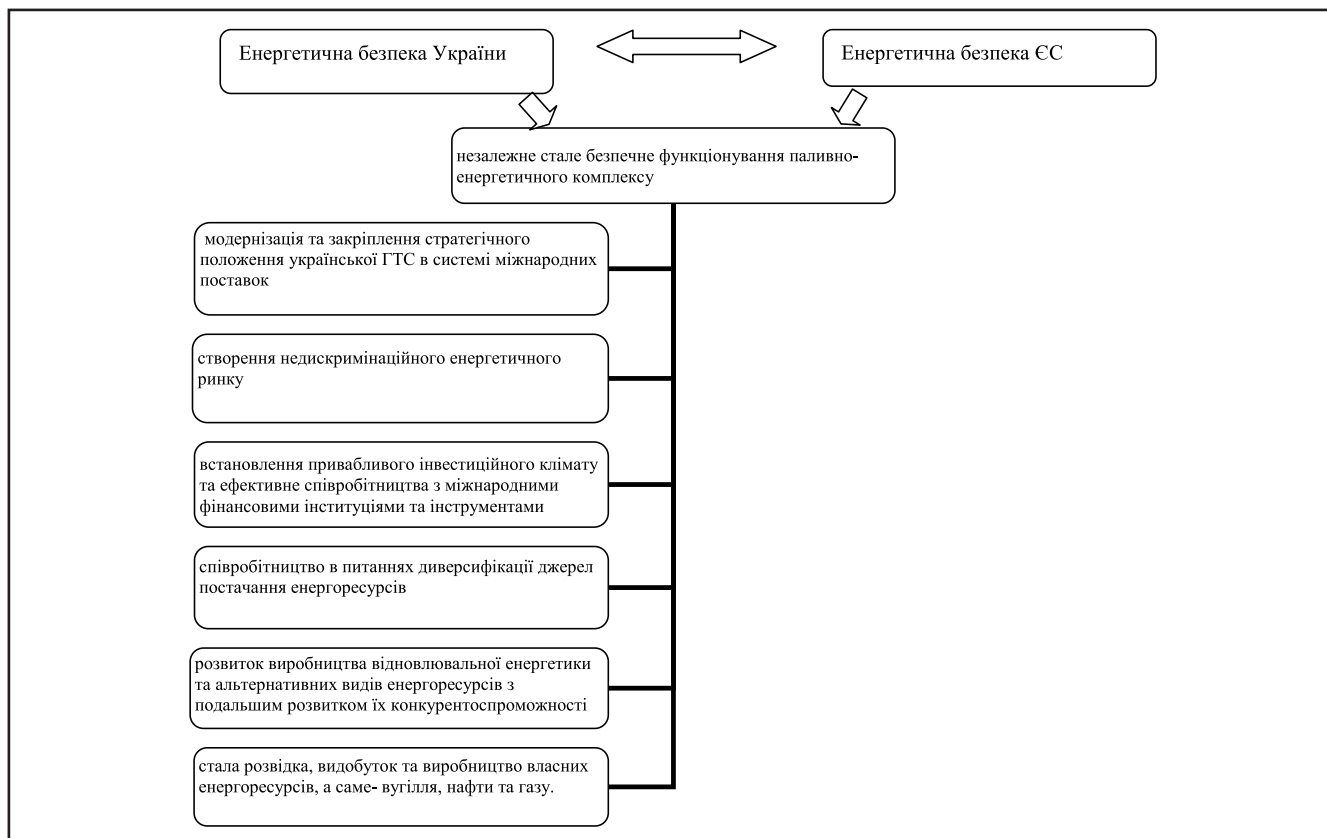 Енергетична безпека України
Енергетична безпека ЄС
незалежне стале безпечне функціонування паливно-
енергетичного комплексу
модернізація та закріплення стратегічного
положення української ГТС в системі міжнародних
поставок
створення недискримінаційного енергетичного
ринку
встановлення привабливого інвестиційного клімату
та ефективне співробітництва з міжнародними
фінансовими інституціями та інструментами
співробітництво в питаннях диверсифікації джерел
постачання енергоресурсів
розвиток виробництва відновлювальної енергетики
та альтернативних видів енергоресурсів з
подальшим розвитком їх конкурентоспроможності
стала розвідка, видобуток та виробництво власних
енергоресурсів, а саме- вугілля, нафти та газу.